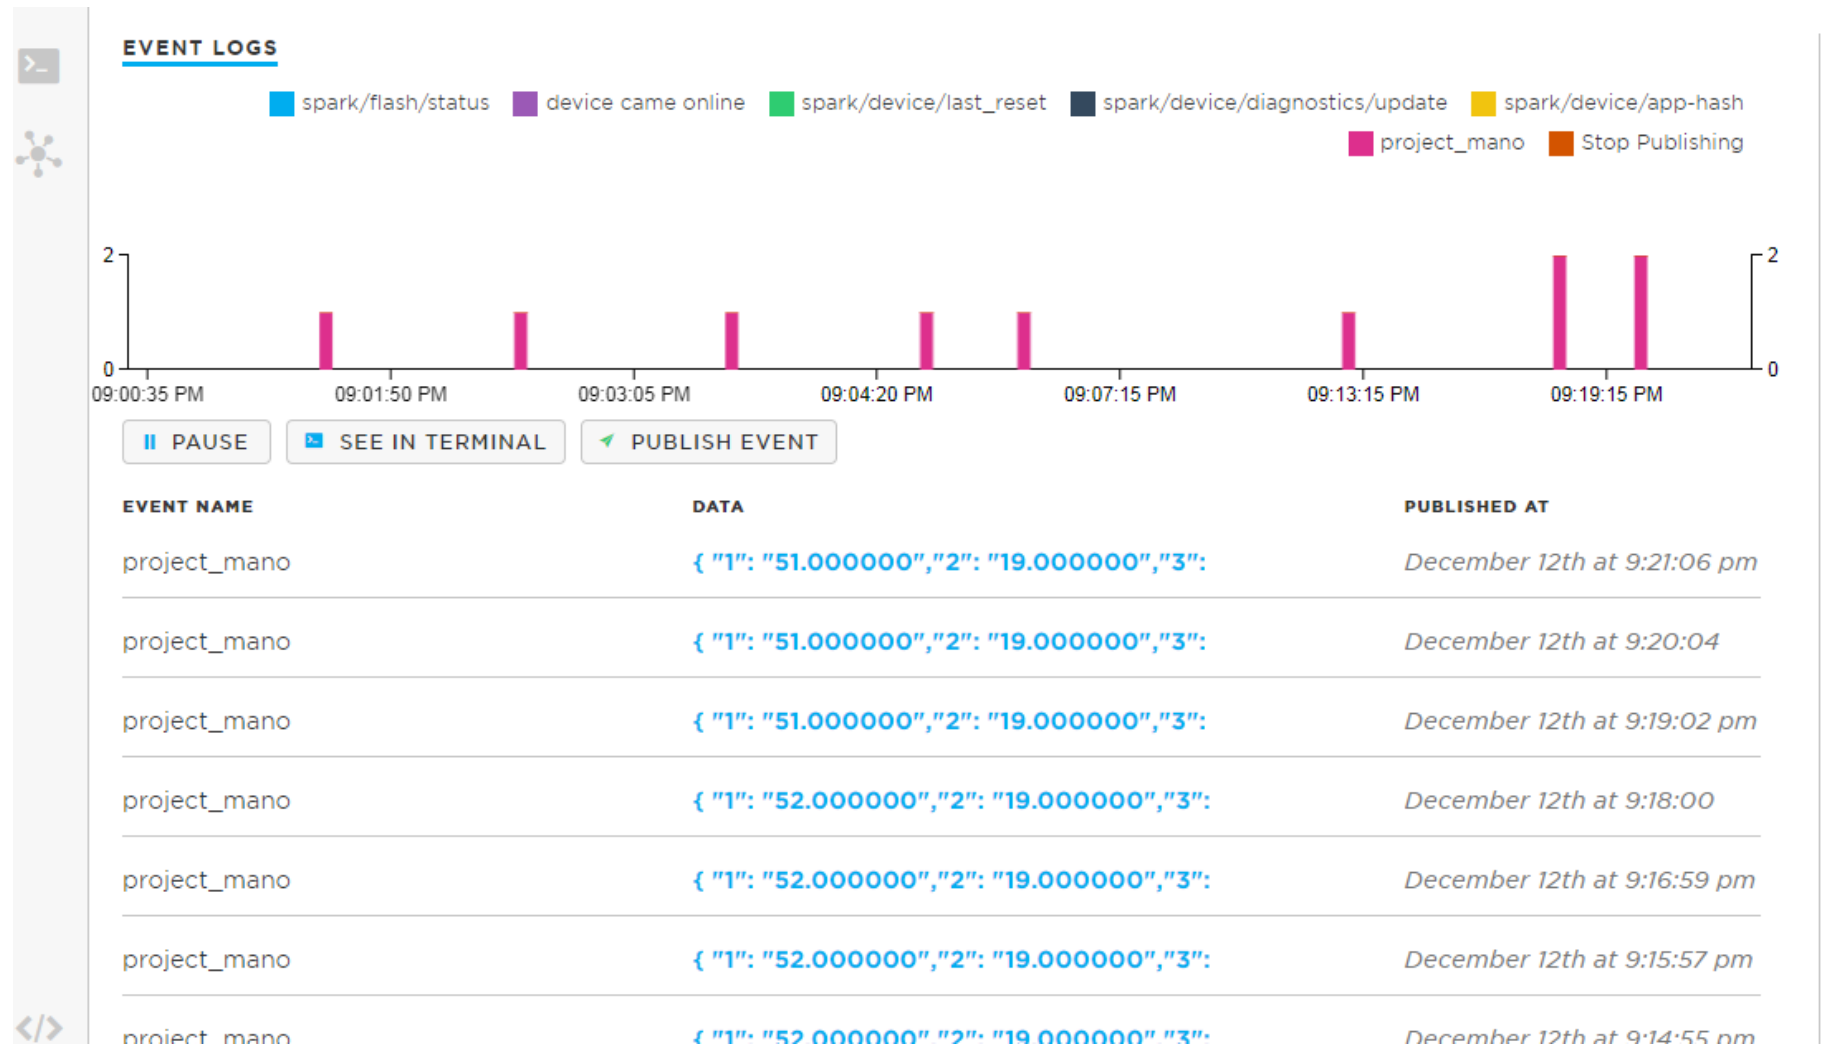 EVENT LOGS
spark/flash/status device came online spark/device/last_reset spark/device/diagnostics/update spark/device/app-hash
project_mano Stop Publishing
2 2
0 0
09:00:35 PM 09:01:50 PM 09:03:05 PM 09:04:20 PM 09:07:15 PM 09:13:15 PM 09:19:15 PM
PAUSE SEE IN TERMINAL PUBLISH EVENT
EVENT NAME DATA PUBLISHED AT
project_mano { "1": "51.000000","2": "19.000000","3": December 12th at 9:21:06 pm
project_mano { "1": "51.000000","2": "19.000000","3": December 12th at 9:20:04
project_mano { "1": "51.000000","2": "19.000000","3": December 12th at 9:19:02 pm
project_mano { "1": "52.000000","2": "19.000000","3": December 12th at 9:18:00
project_mano { "1": "52.000000","2": "19.000000","3": December 12th at 9:16:59 pm
project_mano { "1": "52.000000","2": "19.000000","3": December 12th at 9:15:57 pm
project_mano { "1": "52.000000","2": "19.000000","3": December 12th at 9:14:55 pm